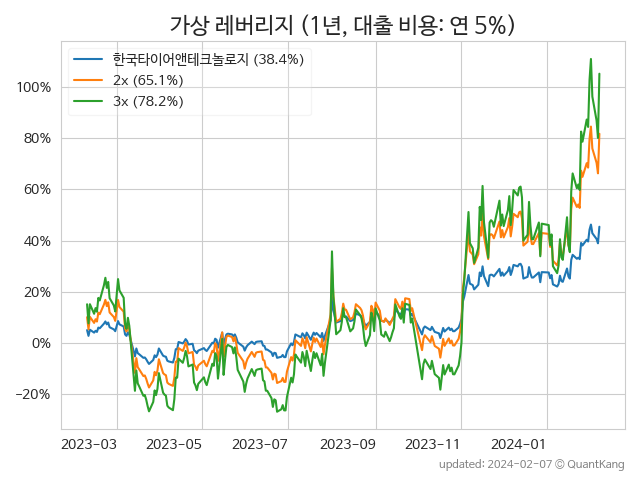 가상 레버리지 (1년, 대출 비용: 연 5%)
한국타이어앤테크놀로지 (38.4%)
2x (65.1%)
3x (78.2%)
100%
80%
60%
40%
20%
0%
−20%
2023-03
2023-05
2023-07
2023-09
2023-11
2024-01
updated: 2024-02-07 © QuantKang